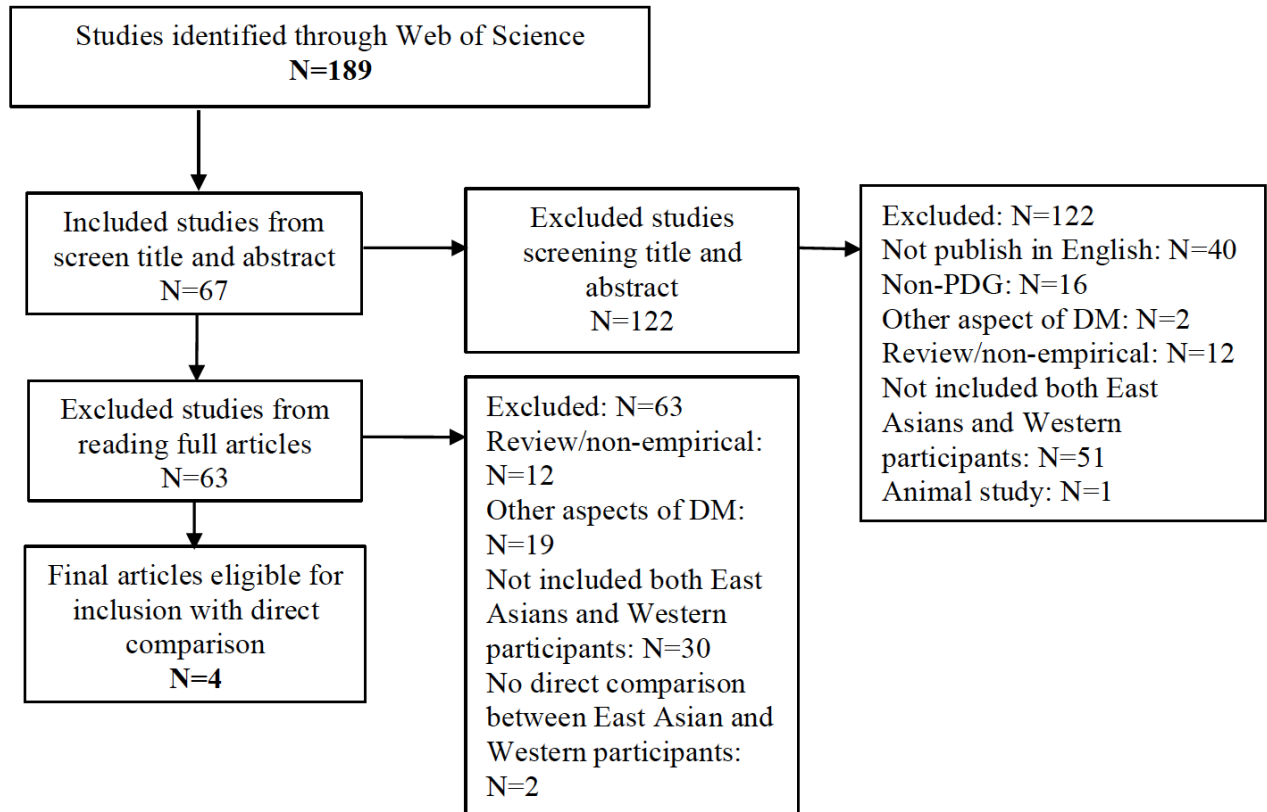 Studies identified through Web of Science
N=189
Included studies from
screen title and abstract
N=67
Excluded studies
screening title and
abstract
N=122
Excluded: N=122
Not publish in English: N=40
Non-PDG: N=16
Other aspect of DM: N=2
Review/non-empirical: N=12
Not included both East
Asians and Western
participants: N=51
Animal study: N=1
Excluded studies from
reading full articles
N=63
Excluded: N=63
Review/non-empirical:
N=12
Other aspects of DM:
N=19
Not included both East
Asians and Western
participants: N=30
No direct comparison
between East Asian and
Western participants:
N=2
Final articles eligible for
inclusion with direct
comparison
N=4